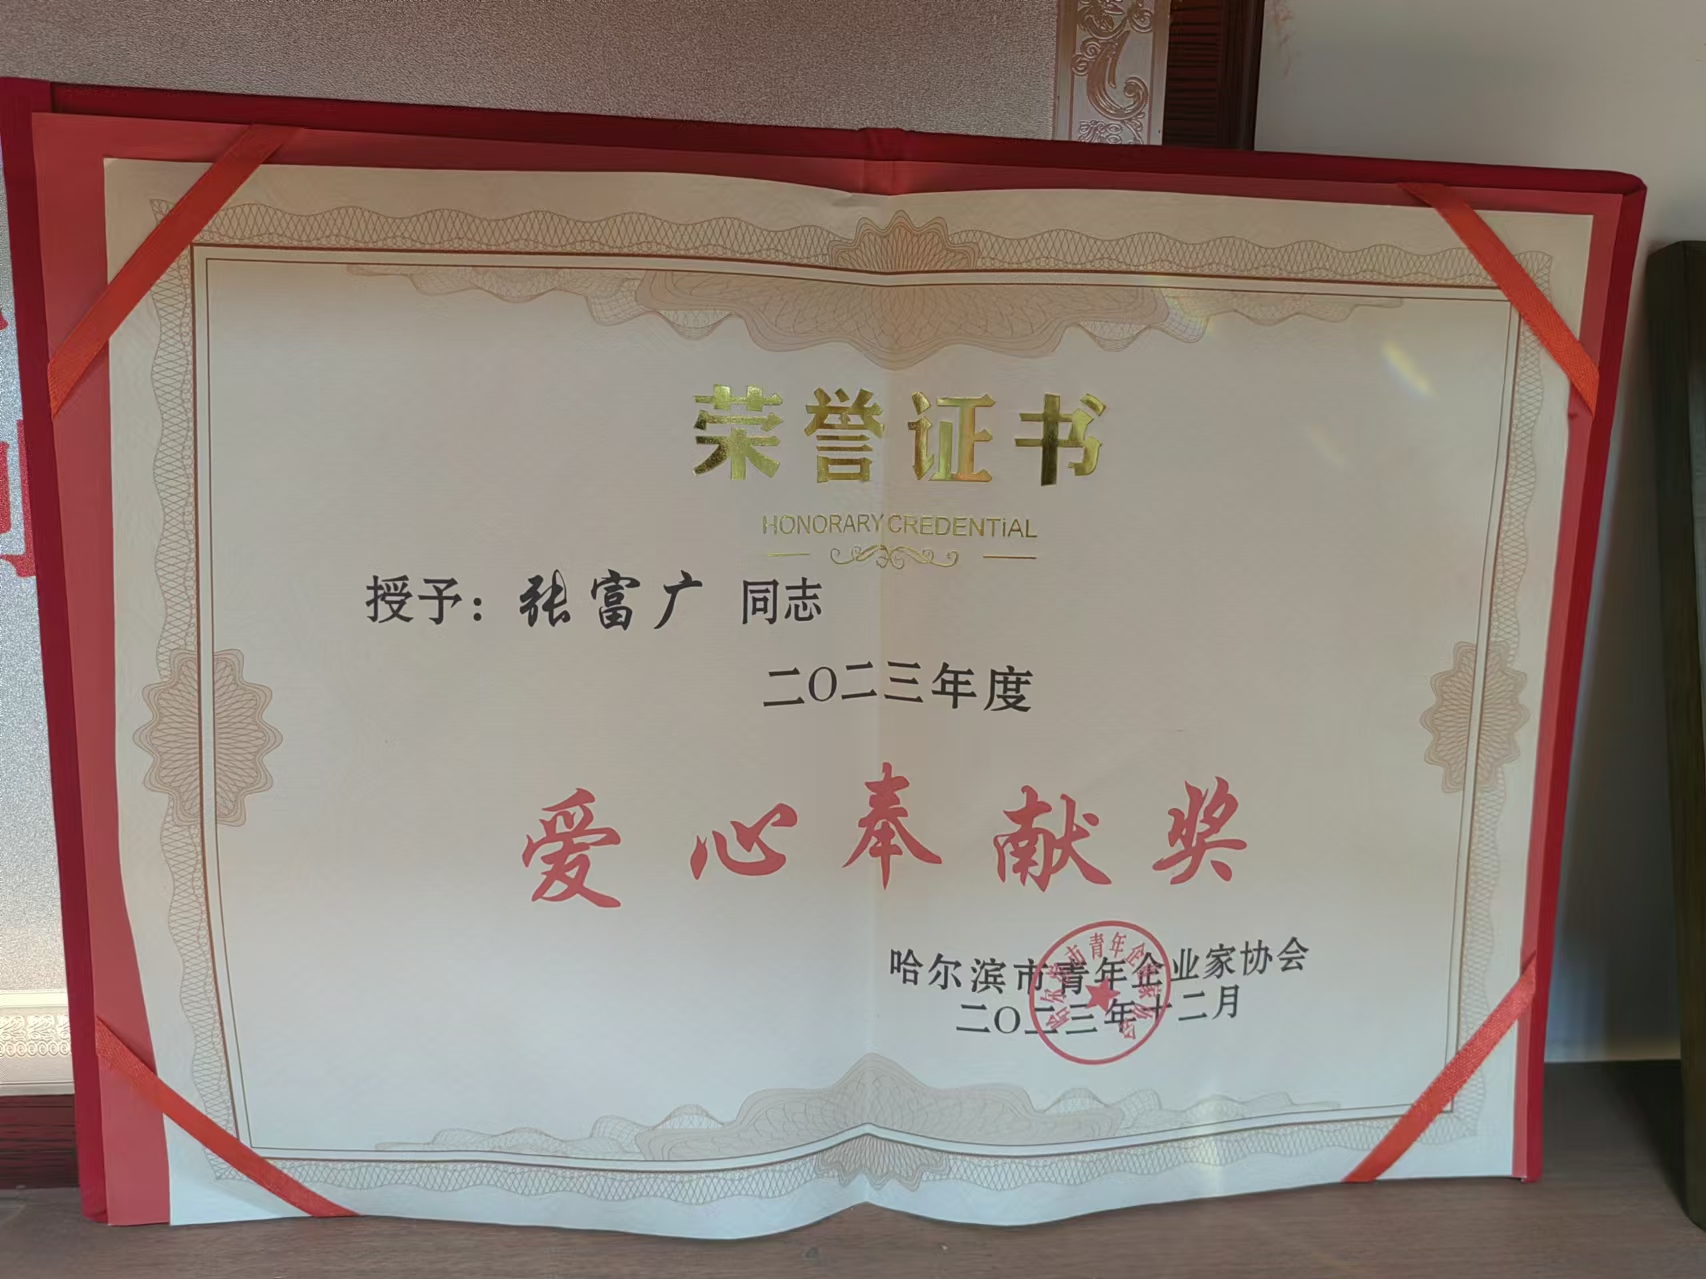 荣誉证书
HONORARY CREDENTiAL
授予：张富广 同志
二〇二三年度
爱心奉献奖
哈尔滨市青年企业家协会
二〇二三年十二月